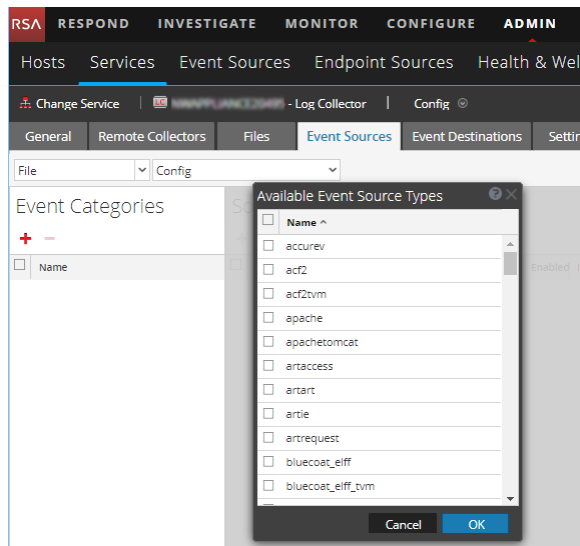 RSA RESPOND INVESTIGATE MONITOR CONFIGURE ADMIN
Hosts Services Event Sources Endpoint Sources Health & Wel
Change Service LC - Log Collector Config
General Remote Collectors Files Event Sources Event Destinations Settin
File Config
Available Event Source Types
Event Categories
Name
Name
Enabled
accurev
acf2
acf2tvm
apache
apachetomcat
artaccess
artart
artie
artrequest
bluecoat_elff
bluecoat_elff_tvm
Cancel OK